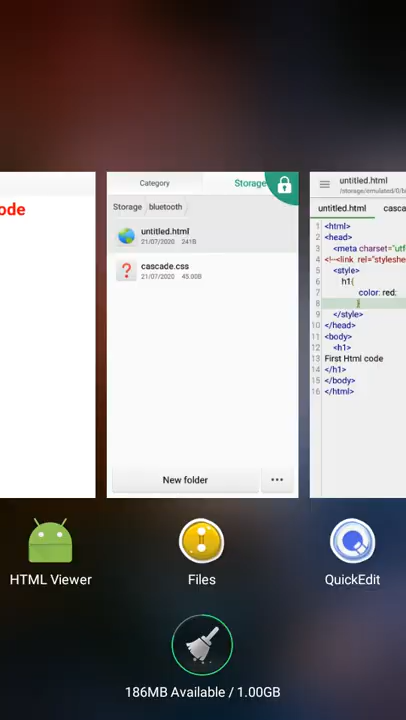 ode
Category
Storage
Storage
bluetooth
untitled.html
21/07/2020 241B
cascade.css
21/07/2020 45.00B
New folder
untitled.html
/storage/emulated/0/b
untitled.html
casca
1 <html>
2 <head>
3 <meta charset="utf
4 <!--<link rel="styleshe
5 <style>
6 h1{
7 color: red;
8 }
9 </style>
10 </head>
11 <body>
12 <h1>
13 First Html code
14 </h1>
15 </body>
16 </html>
HTML Viewer
Files
QuickEdit
186MB Available / 1.00GB